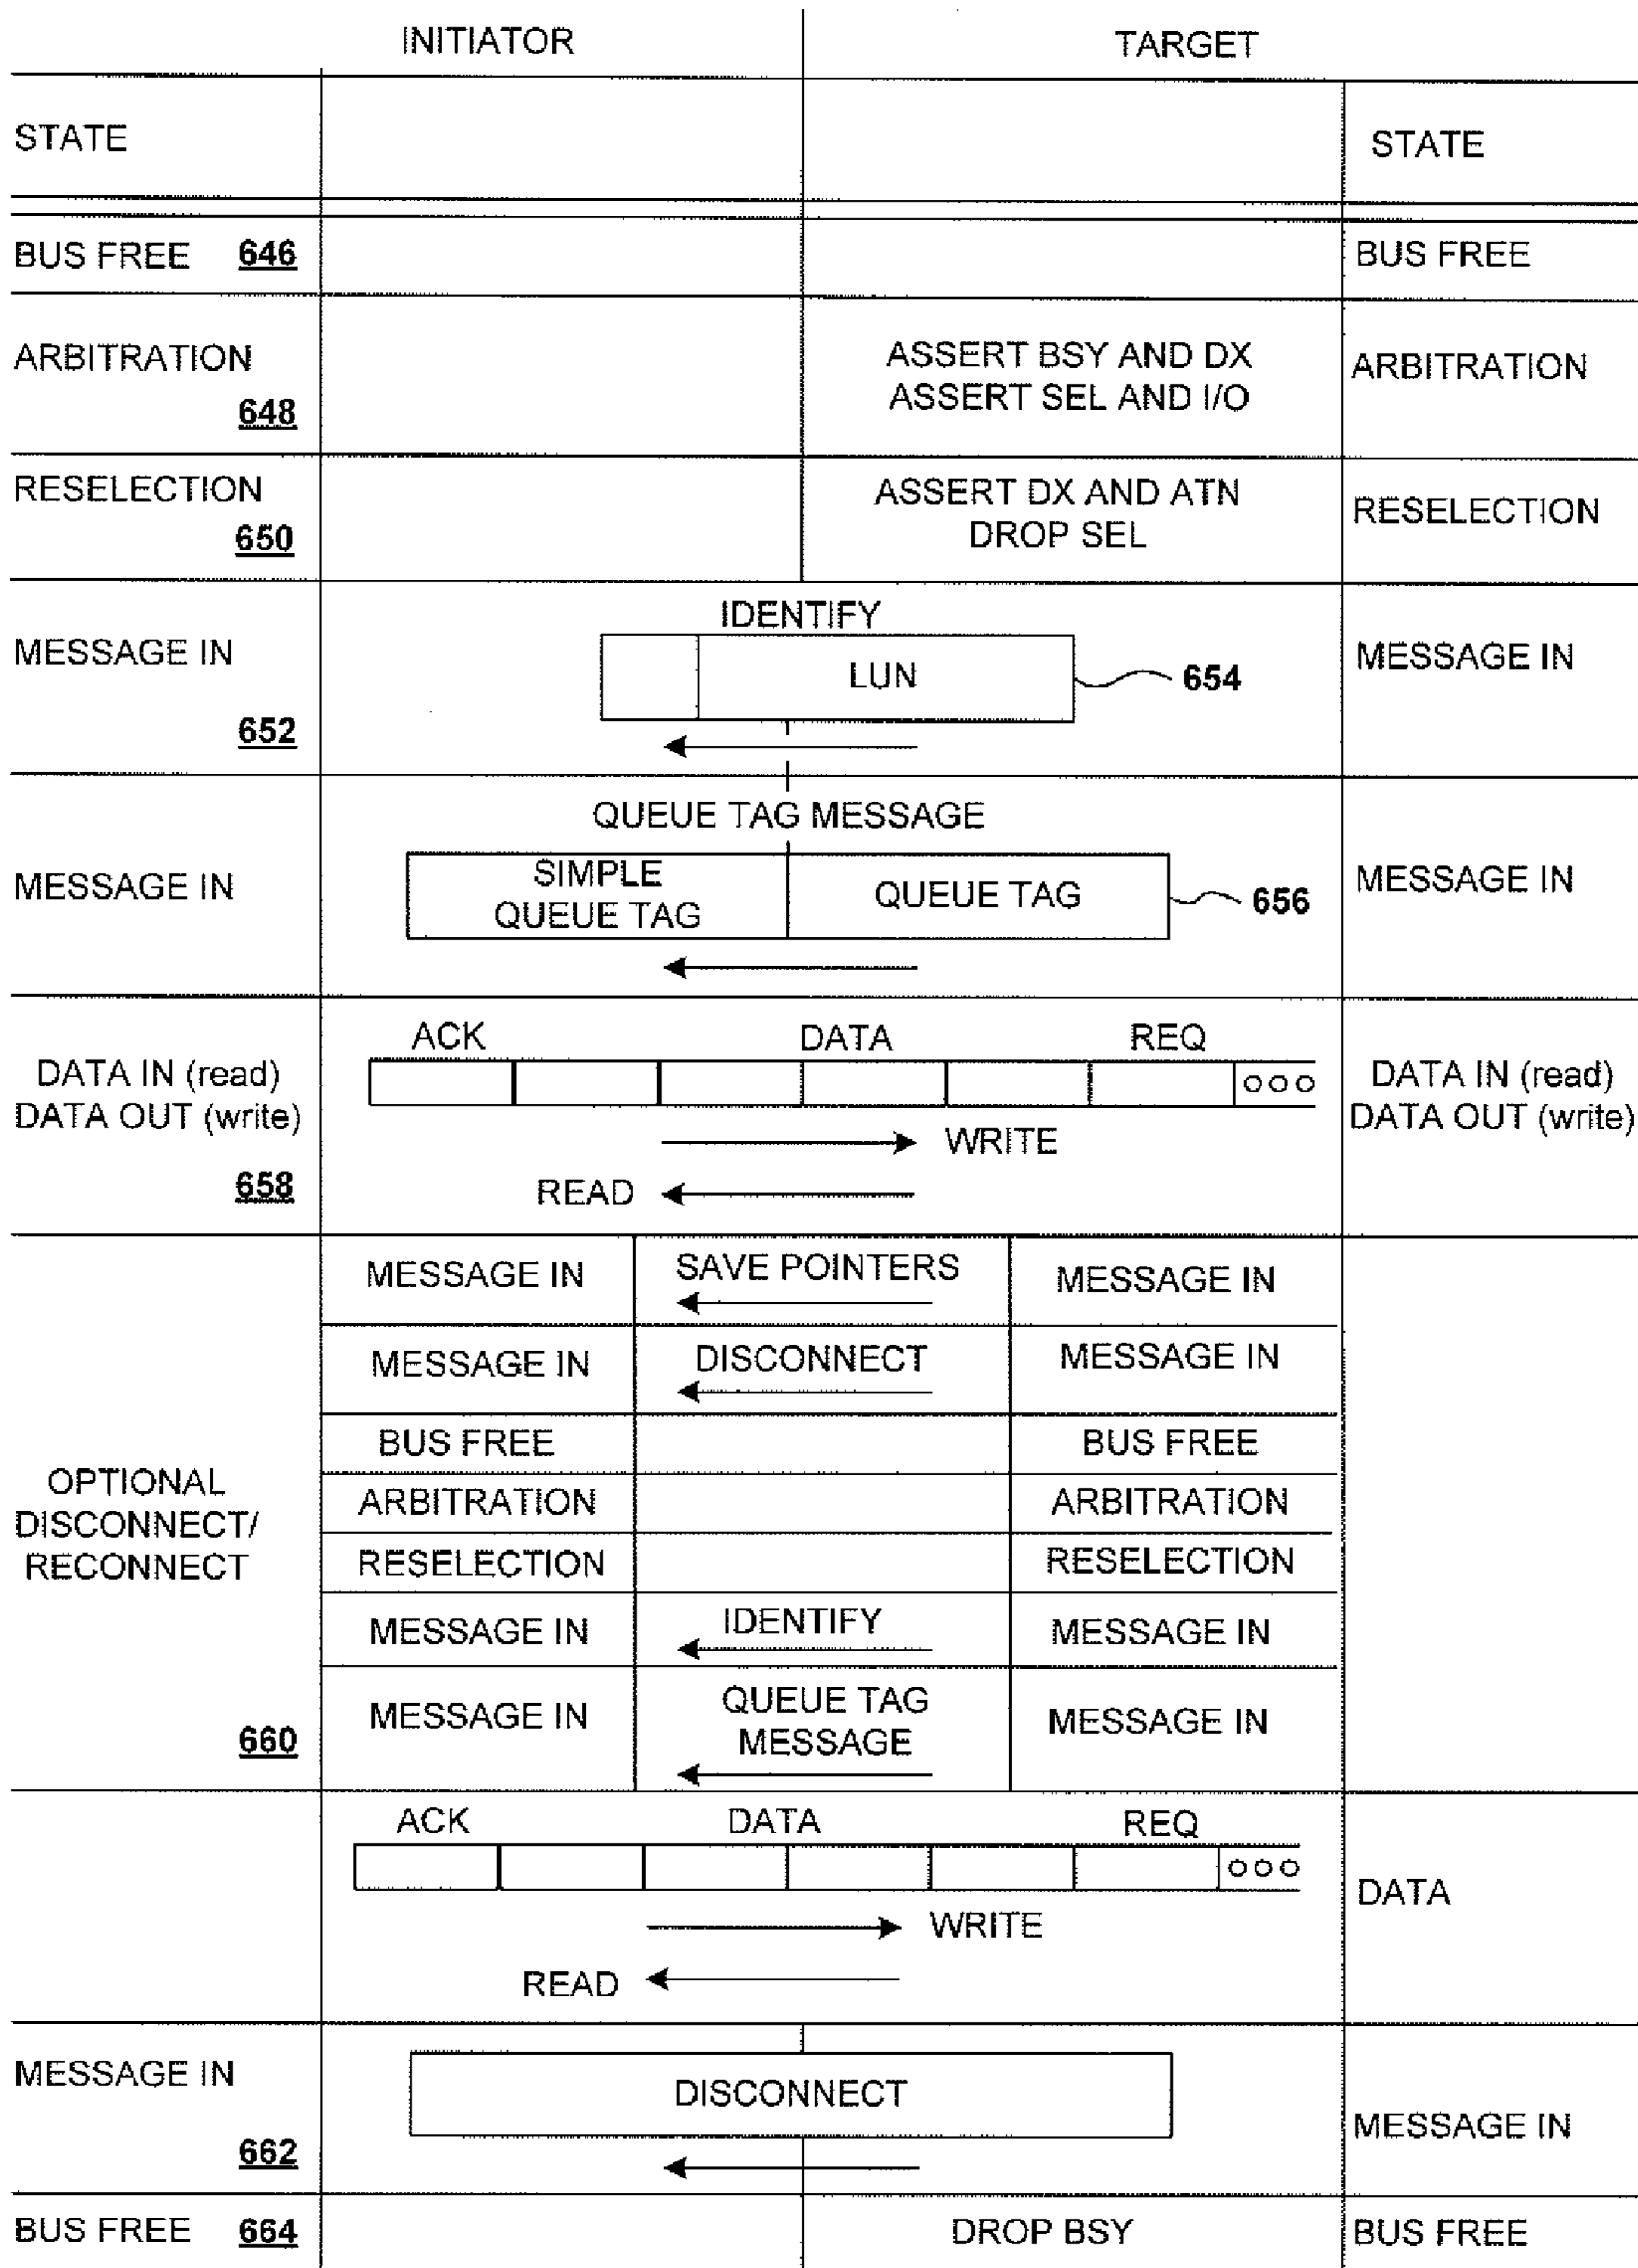 INITIATOR TARGET
STATE STATE
BUS FREE 646 BUS FREE
ARBITRATION
648
ASSERT BSY AND DX
ASSERT SEL AND I/O
ARBITRATION
RESELECTION
650
ASSERT DX AND ATN
DROP SEL
RESELECTION
MESSAGE IN
652
IDENTIFY
LUN
654
MESSAGE IN
MESSAGE IN
QUEUE TAG MESSAGE
SIMPLE
QUEUE TAG
QUEUE TAG
656
MESSAGE IN
DATA IN (read)
DATA OUT (write)
658
ACK DATA REQ
WRITE
READ
DATA IN (read)
DATA OUT (write)
OPTIONAL
DISCONNECT/
RECONNECT
660
MESSAGE IN SAVE POINTERS MESSAGE IN
MESSAGE IN DISCONNECT MESSAGE IN
BUS FREE BUS FREE
ARBITRATION ARBITRATION
RESELECTION RESELECTION
MESSAGE IN IDENTIFY MESSAGE IN
MESSAGE IN
QUEUE TAG
MESSAGE
MESSAGE IN
ACK DATA REQ
WRITE
READ
DATA
MESSAGE IN
662
DISCONNECT
MESSAGE IN
BUS FREE 664 DROP BSY BUS FREE